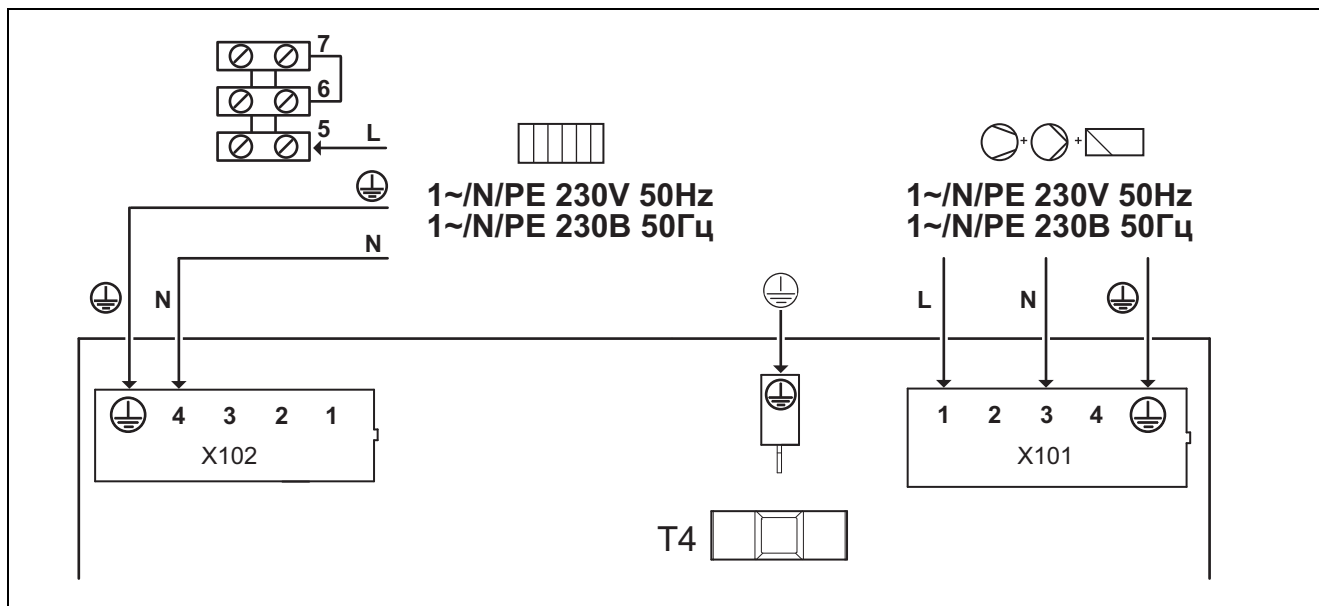 7
6
5
L
1~/N/PE 230V 50Hz
1~/N/PE 230В 50Гц
1~/N/PE 230V 50Hz
1~/N/PE 230В 50Гц
N
N
L
N
4 3 2 1
X102
1 2 3 4
X101
T4